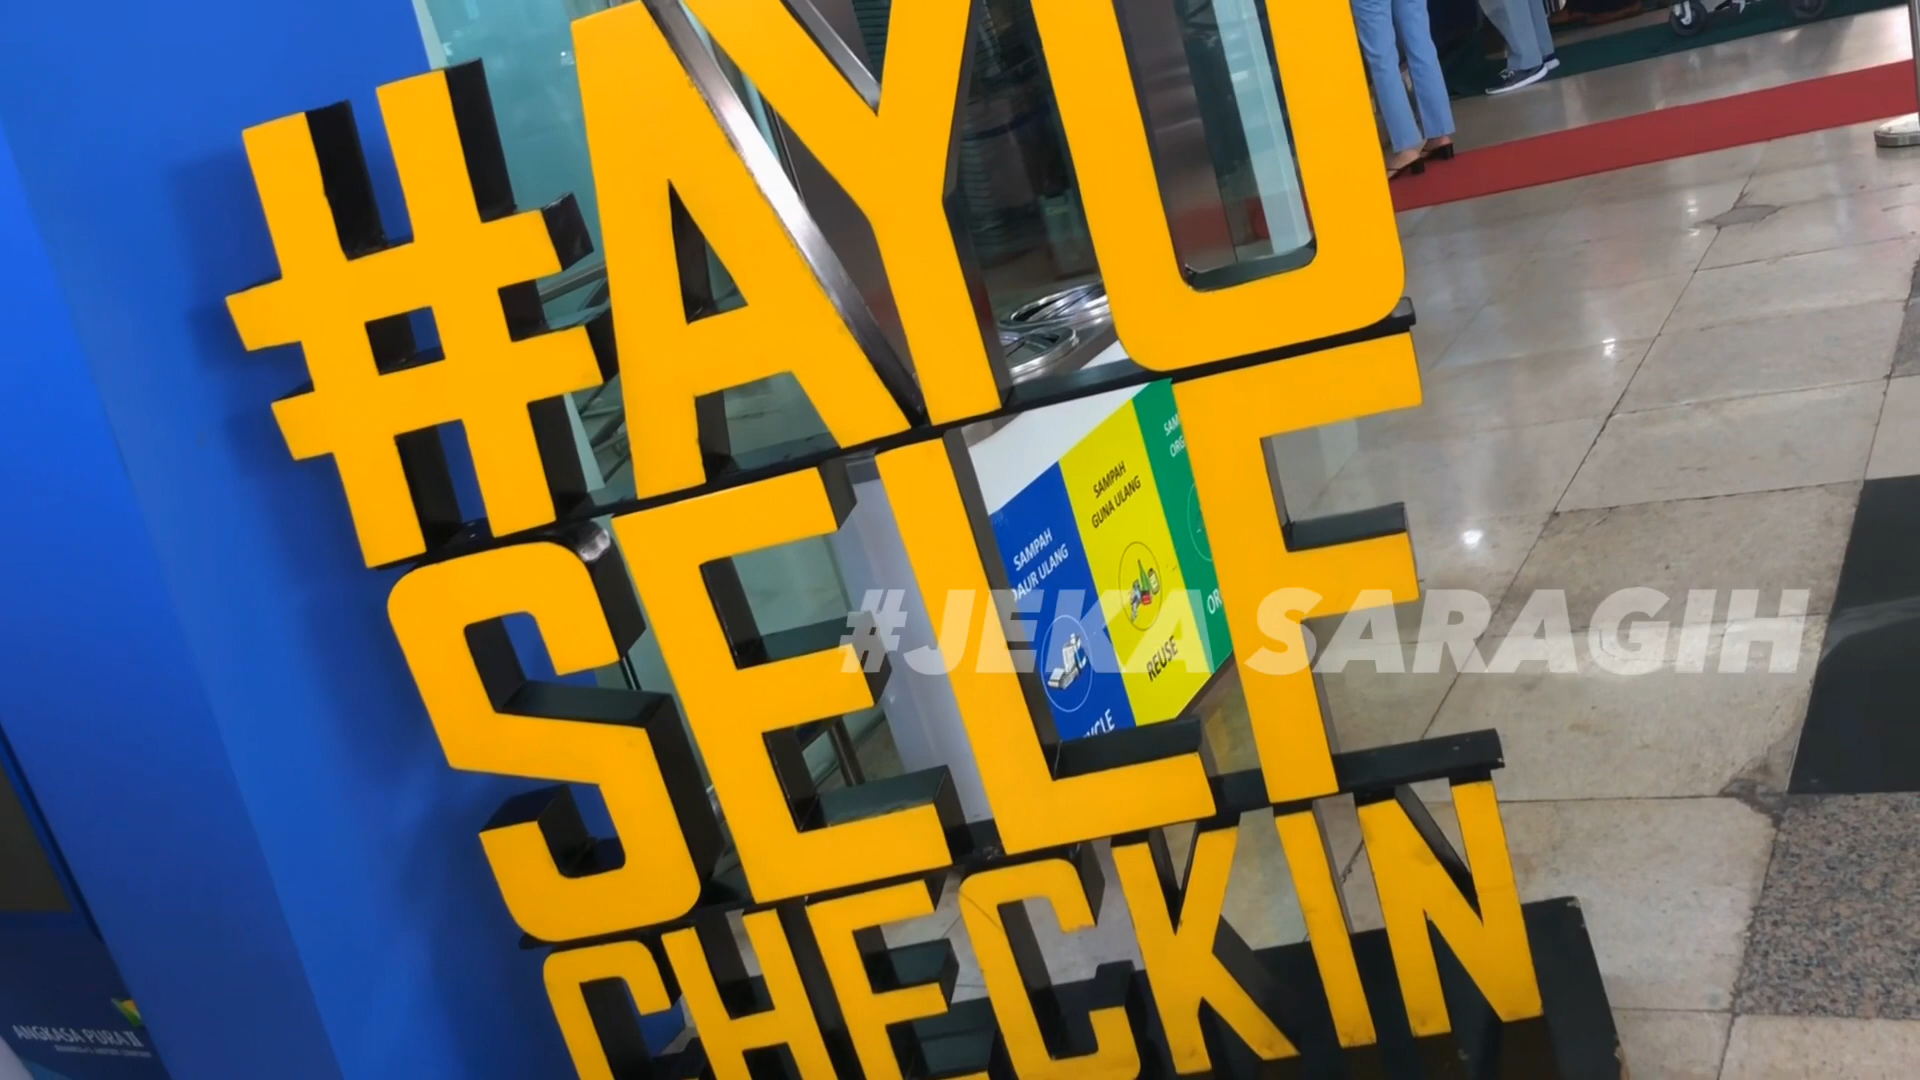 #AYO
SELF
CHECKIN
SAMPAH
DAUR ULANG
SAMPAH
GUNA ULANG
REUSE
#JEKA SARAGIH
ANGKASA PURA II